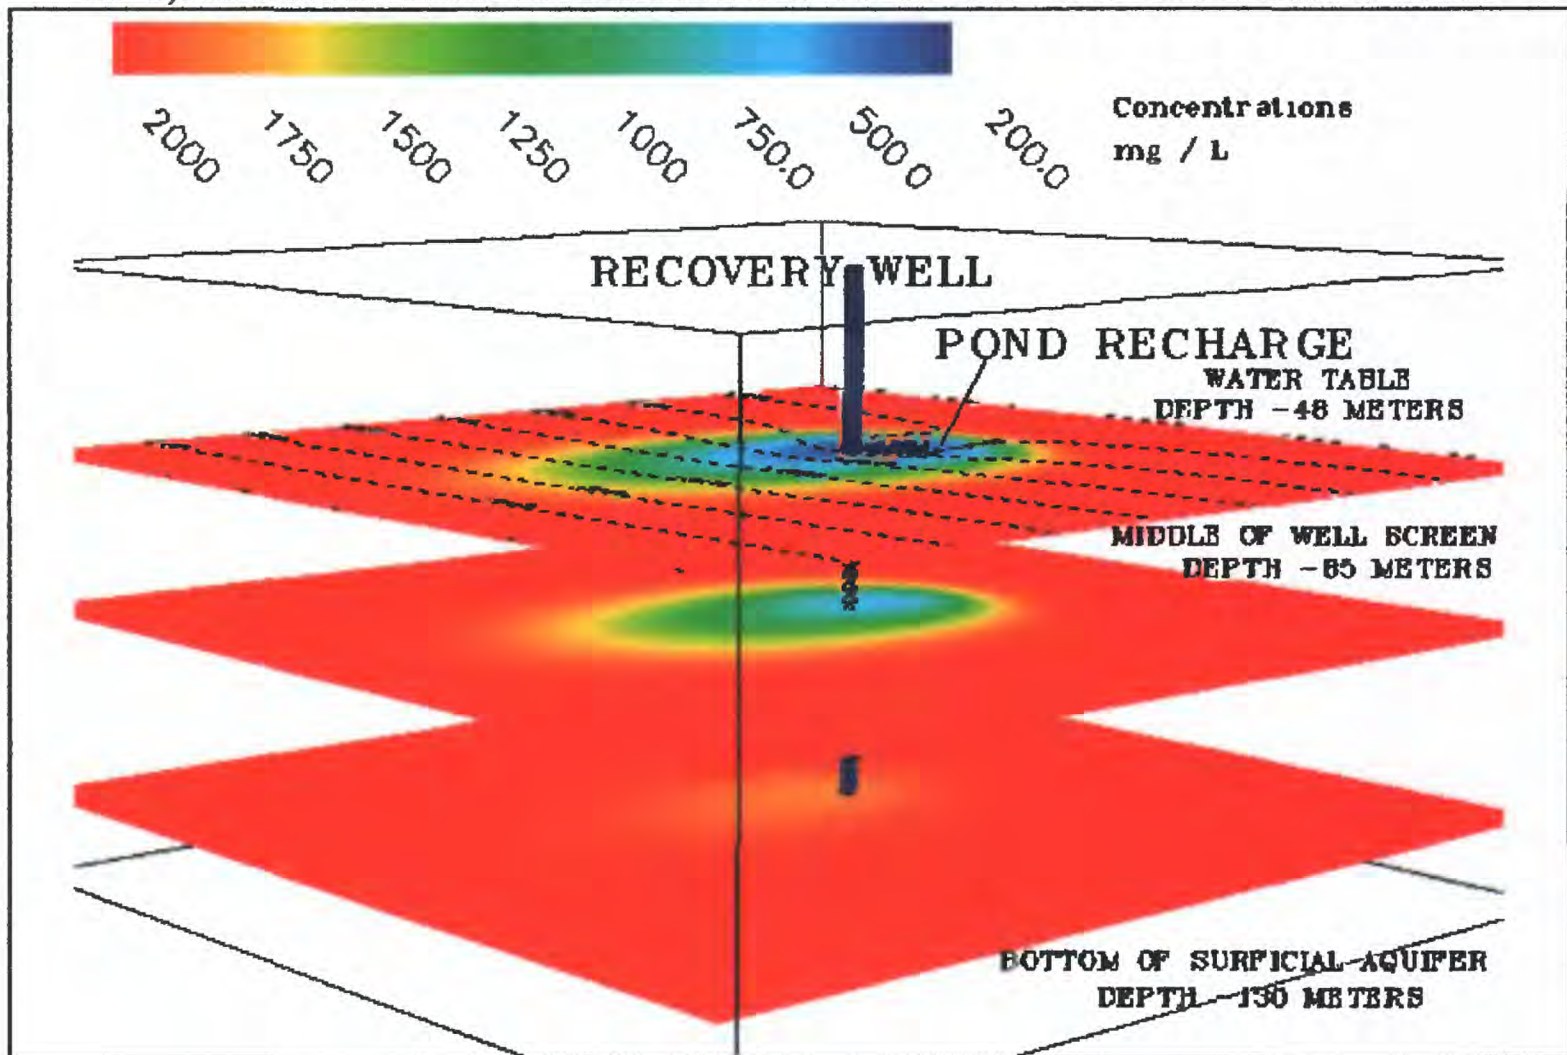 2000 1750 1500 1250 1000 750.0 500.0 200.0
Concentrations
mg / L
RECOVERY WELL
POND RECHARGE
WATER TABLE
DEPTH -48 METERS
MIDDLE OF WELL SCREEN
DEPTH -85 METERS
BOTTOM OF SURFICIAL AQUIFER
DEPTH -130 METERS